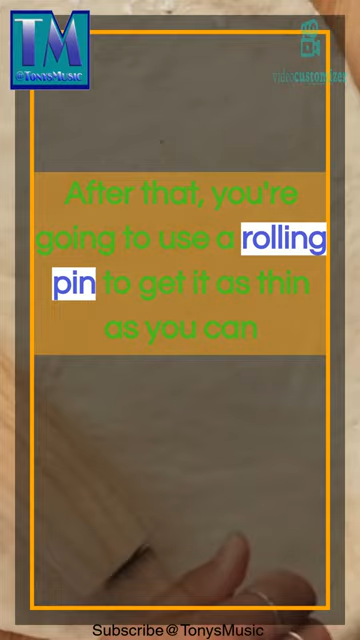 TM
@TonysMusic
videocustomizer
After that, you're
going to use a rolling
pin to get it as thin
as you can
Subscribe @ TonysMusic